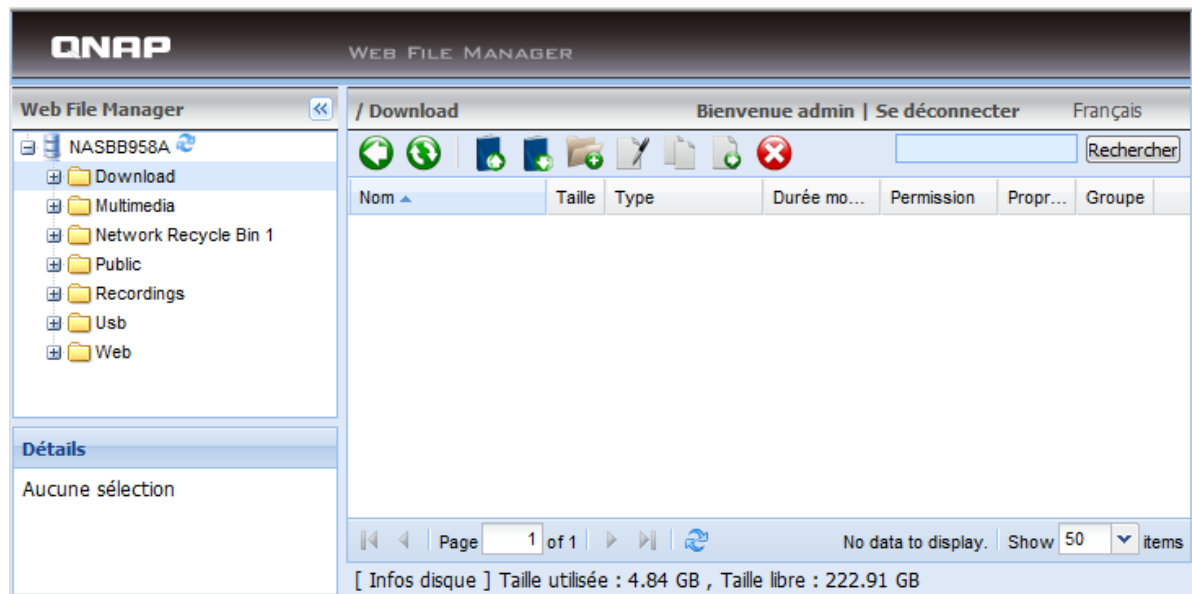 QNAP WEB FILE MANAGER
Web File Manager
/ Download Bienvenue admin | Se déconnecter Français
NASBB958A
Download
Multimedia
Network Recycle Bin 1
Public
Recordings
Usb
Web
Rechercher
Nom Taille Type Durée mo... Permission Propr... Groupe
Détails
Aucune sélection
Page 1 of 1 No data to display. Show 50 items
[ Infos disque ] Taille utilisée : 4.84 GB , Taille libre : 222.91 GB